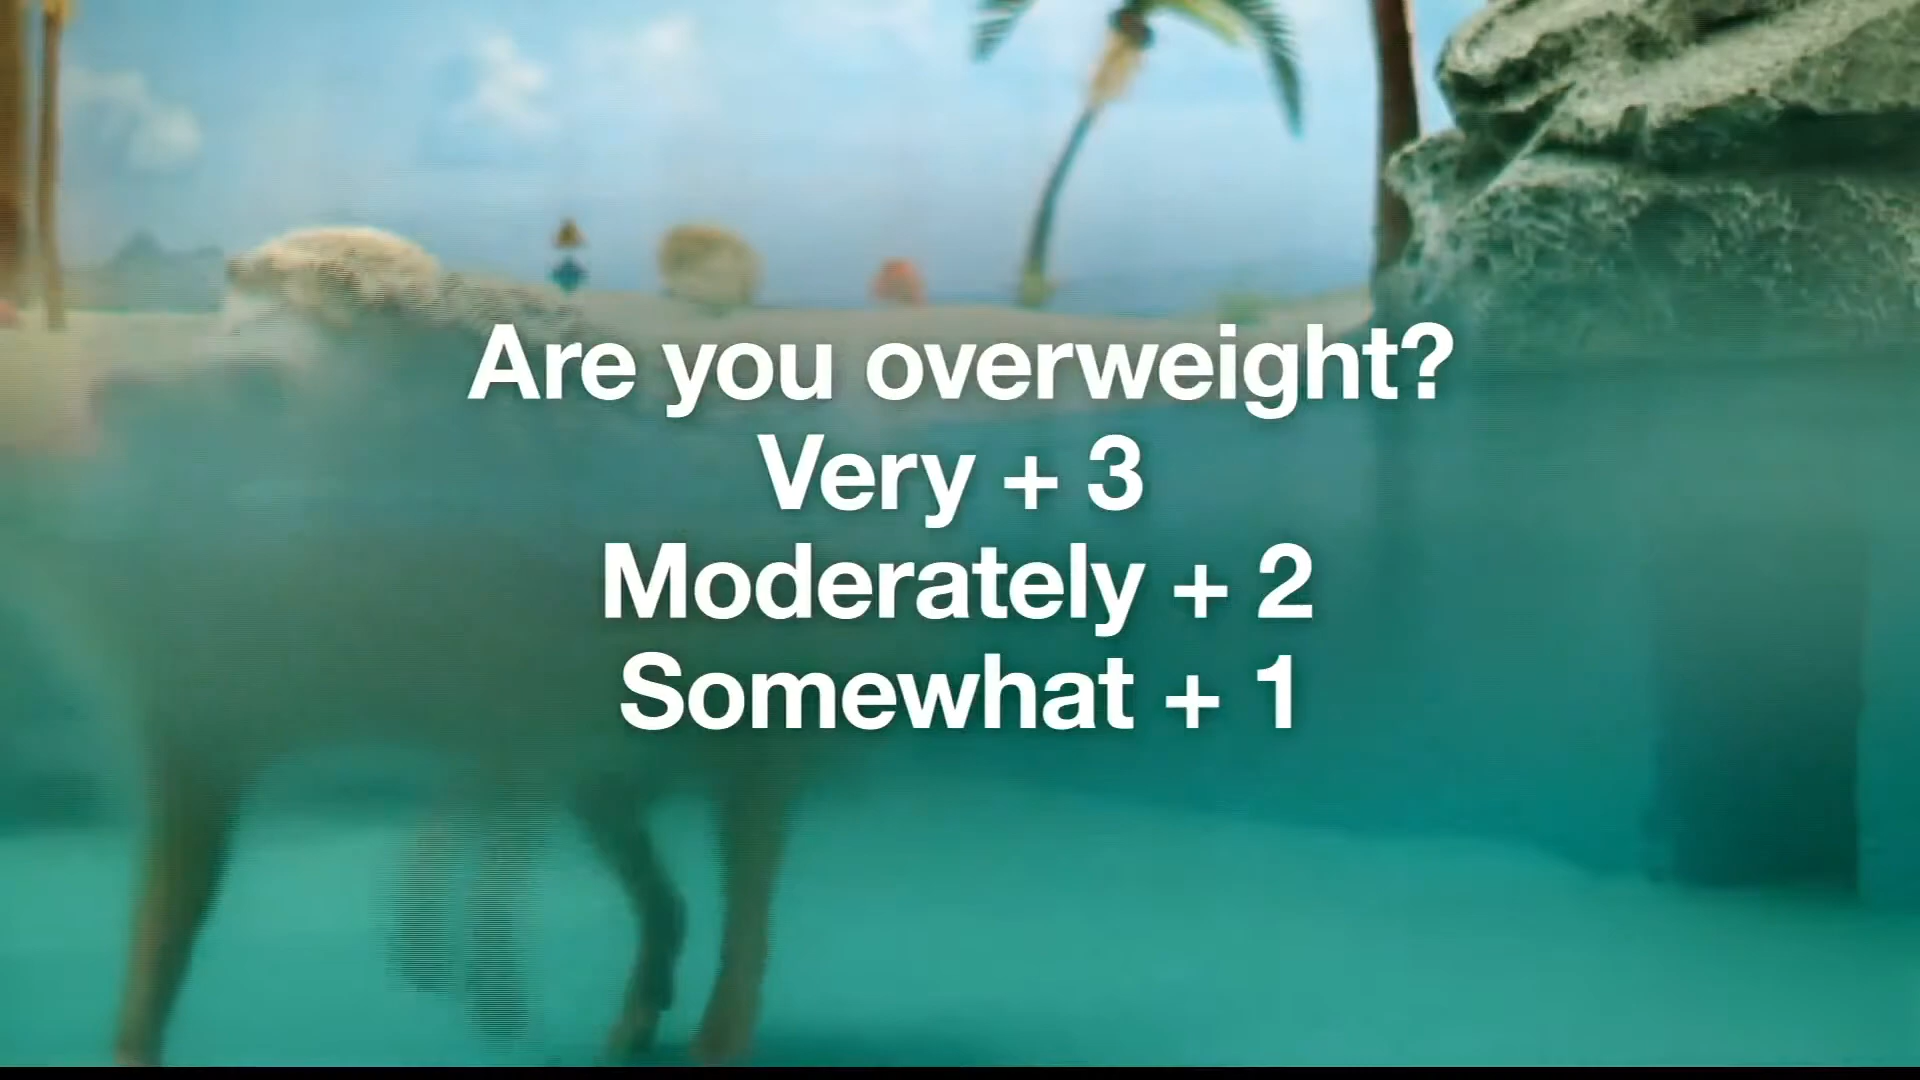 Are you overweight?
Very + 3
Moderately + 2
Somewhat + 1